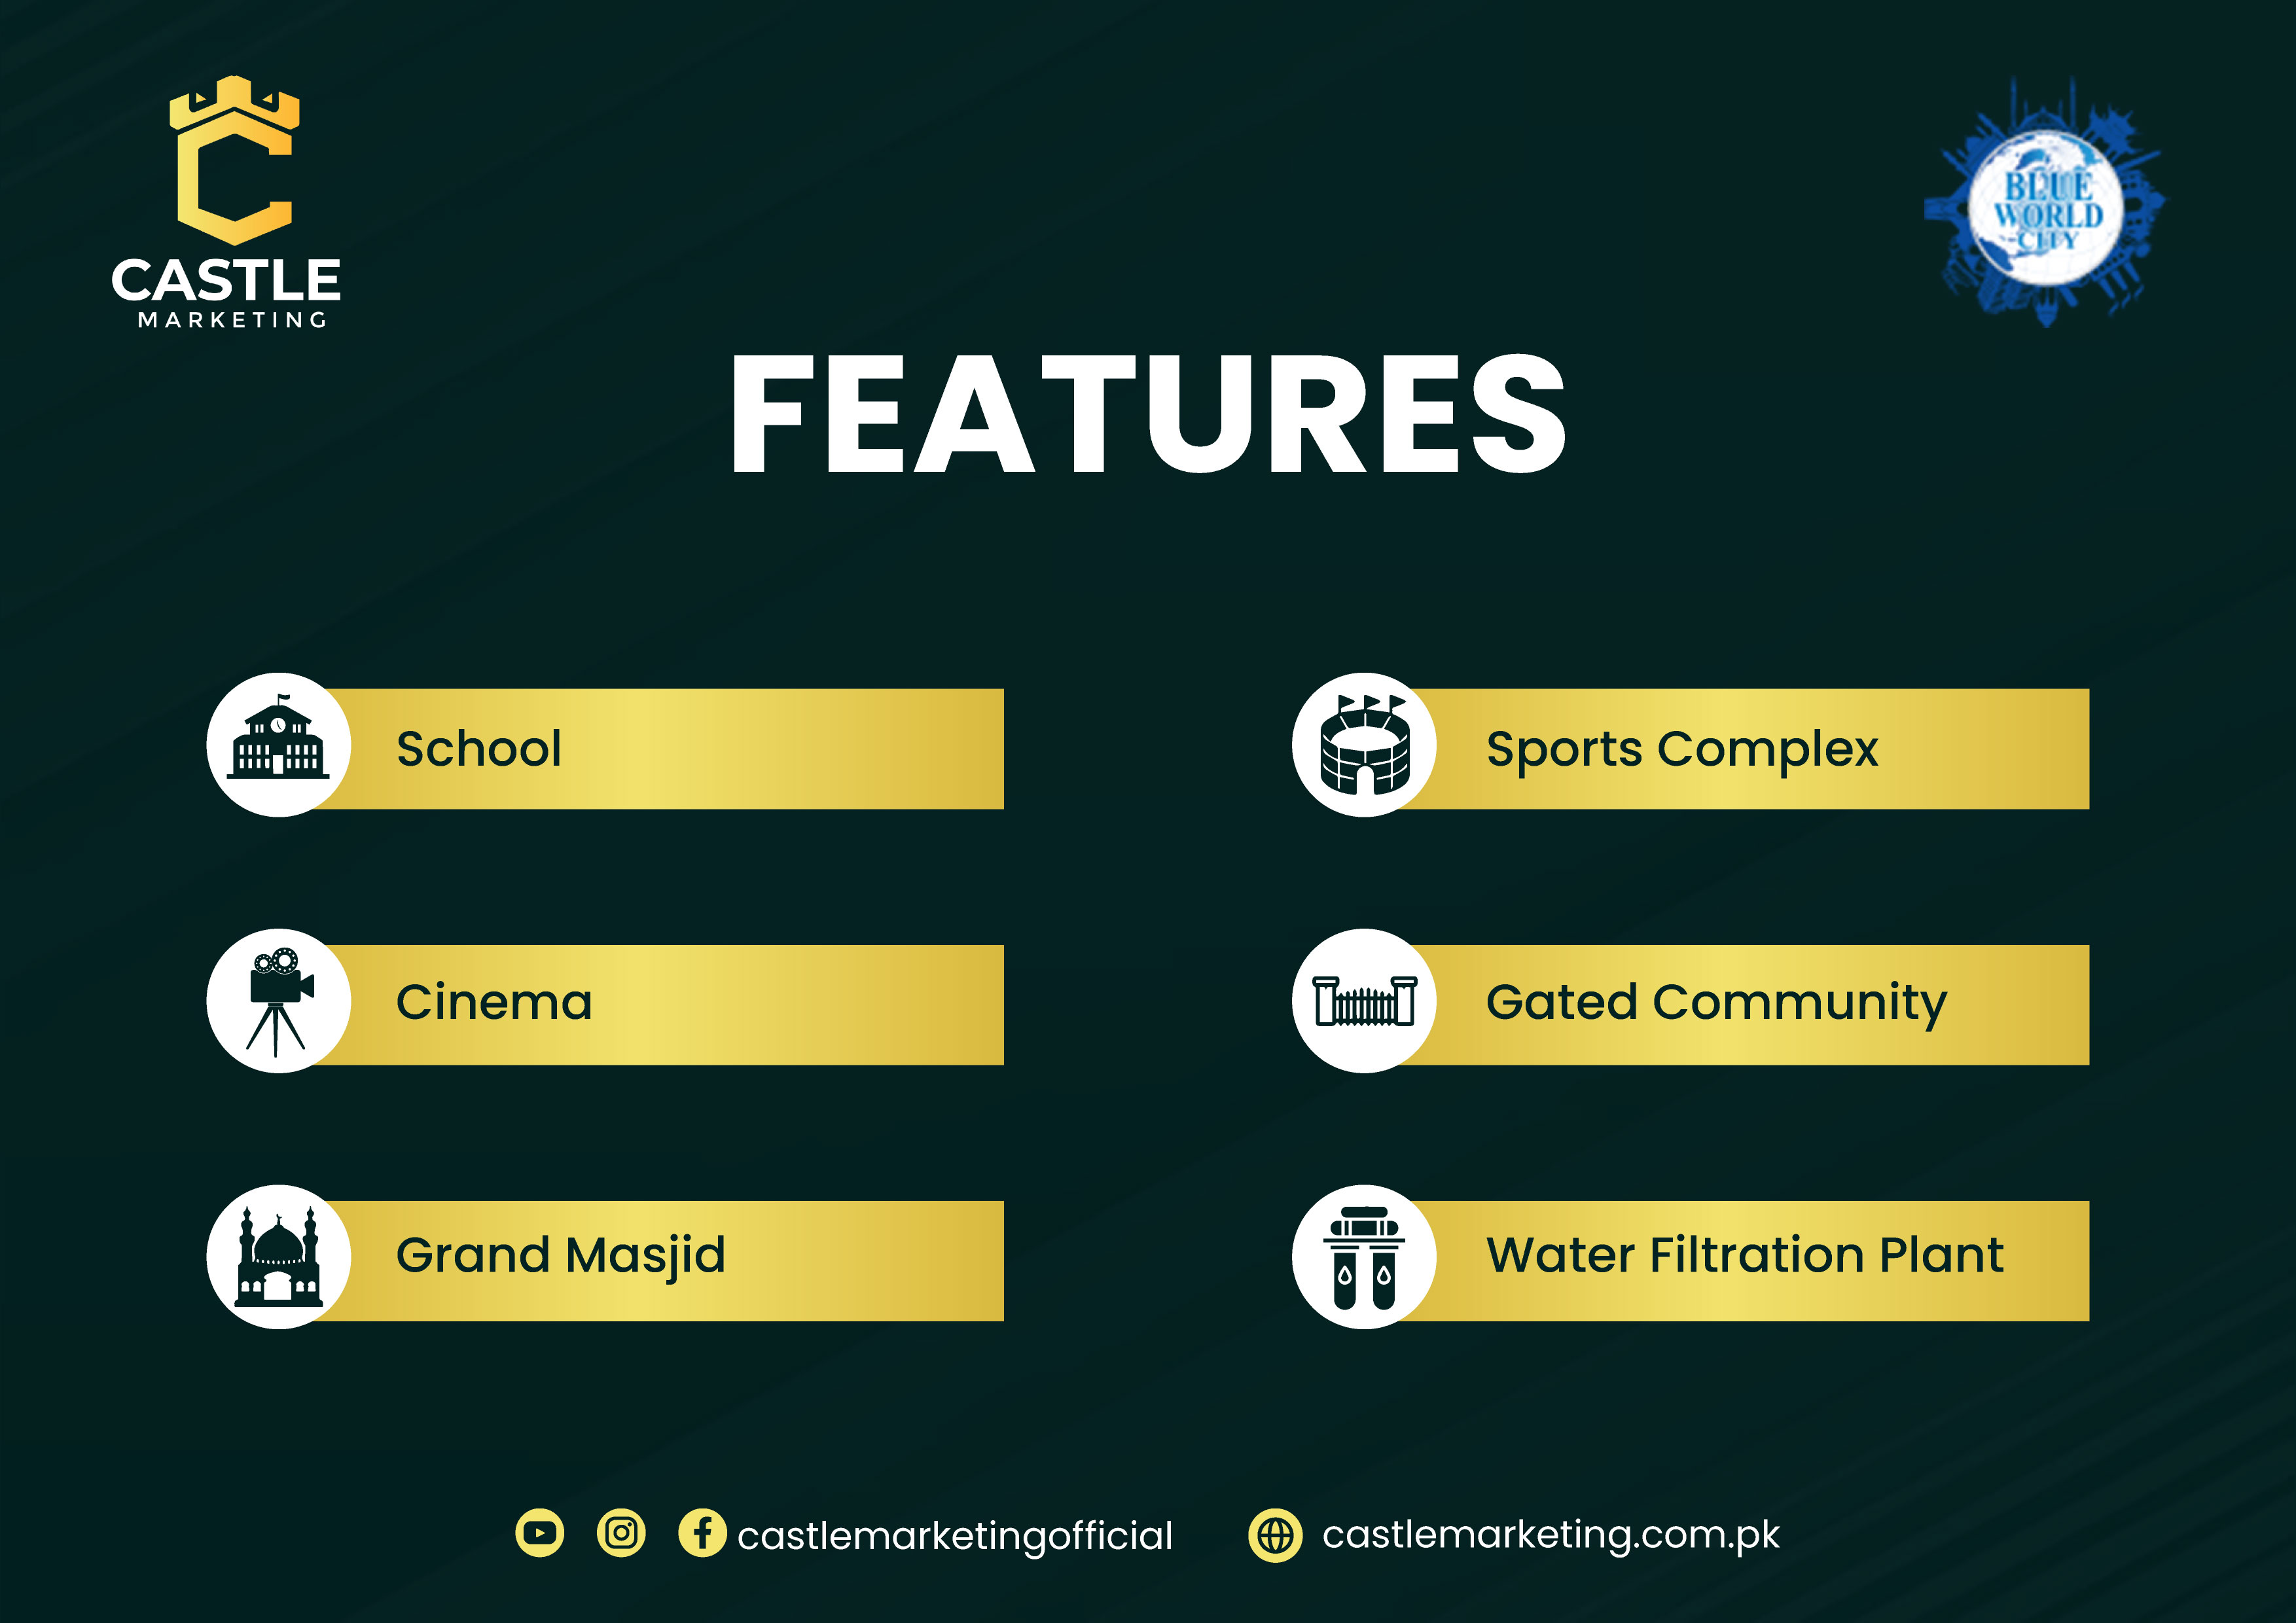 CASTLE
MARKETING
BLUE
WORLD
CITY
FEATURES
School
Sports Complex
Cinema
Gated Community
Grand Masjid
Water Filtration Plant
castlemarketingofficial
castlemarketing.com.pk